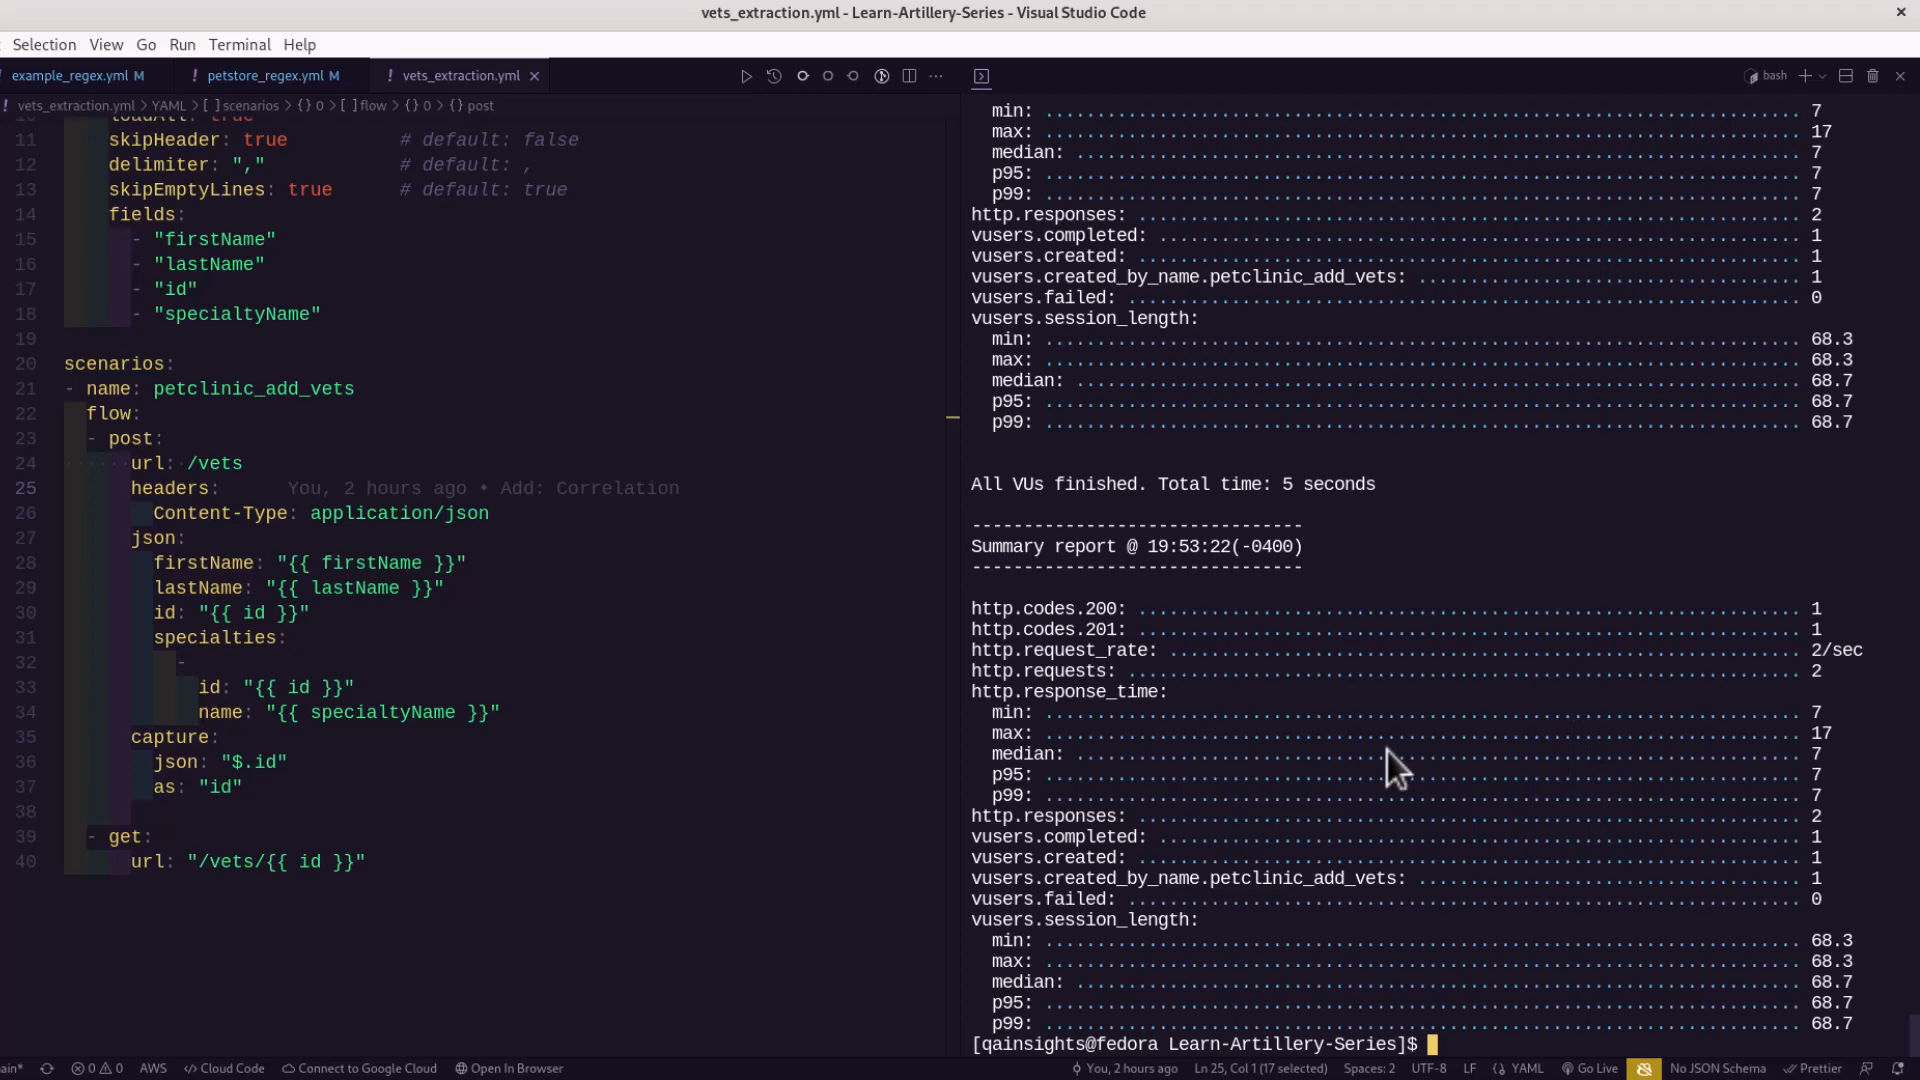 vets_extraction.yml - Learn-Artillery-Series - Visual Studio Code
Selection View Go Run Terminal Help
! example_regex.yml M ! petstore_regex.yml M ! vets_extraction.yml
bash
! vets_extraction.yml > YAML > [ ] scenarios > {} 0 > [ ] flow > {} 0 > {} post
10 loadAll: true
11 skipHeader: true # default: false
12 delimiter: "," # default: ,
13 skipEmptyLines: true # default: true
14 fields:
15 - "firstName"
16 - "lastName"
17 - "id"
18 - "specialtyName"
19
20 scenarios:
21 - name: petclinic_add_vets
22 flow:
23 - post:
24 url: /vets
25 headers: You, 2 hours ago • Add: Correlation
26 Content-Type: application/json
27 json:
28 firstName: "{{ firstName }}"
29 lastName: "{{ lastName }}"
30 id: "{{ id }}"
31 specialties:
32 -
33 id: "{{ id }}"
34 name: "{{ specialtyName }}"
35 capture:
36 json: "$.id"
37 as: "id"
38
39 - get:
40 url: "/vets/{{ id }}"
min: ........ 7
max: ........ 17
median: ........ 7
p95: ........ 7
p99: ........ 7
http.responses: ........ 2
vusers.completed: ........ 1
vusers.created: ........ 1
vusers.created_by_name.petclinic_add_vets: ........ 1
vusers.failed: ........ 0
vusers.session_length:
min: ........ 68.3
max: ........ 68.3
median: ........ 68.7
p95: ........ 68.7
p99: ........ 68.7
All VUs finished. Total time: 5 seconds
--------------------------------
Summary report @ 19:53:22(-0400)
--------------------------------
http.codes.200: ........ 1
http.codes.201: ........ 1
http.request_rate: ........ 2/sec
http.requests: ........ 2
http.response_time:
min: ........ 7
max: ........ 17
median: ........ 7
p95: ........ 7
p99: ........ 7
http.responses: ........ 2
vusers.completed: ........ 1
vusers.created: ........ 1
vusers.created_by_name.petclinic_add_vets: ........ 1
vusers.failed: ........ 0
vusers.session_length:
min: ........ 68.3
max: ........ 68.3
median: ........ 68.7
p95: ........ 68.7
p99: ........ 68.7
[qainsights@fedora Learn-Artillery-Series]$
ain* 0 0 AWS </> Cloud Code Connect to Google Cloud Open In Browser You, 2 hours ago Ln 25, Col 1 (17 selected) Spaces: 2 UTF-8 LF YAML Go Live No JSON Schema Prettier